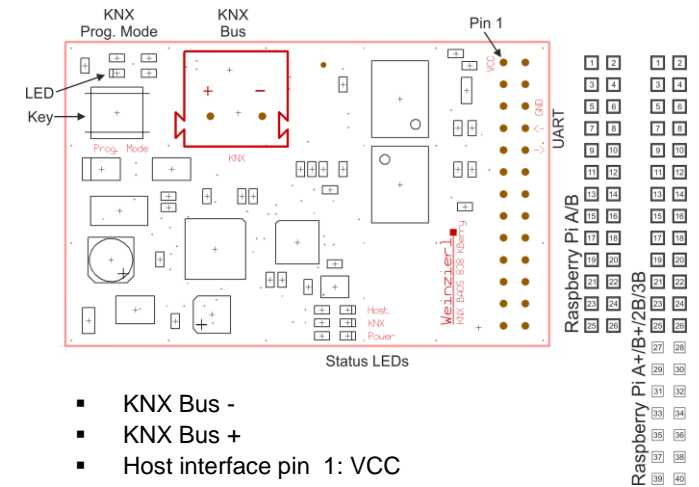 KNX
Prog. Mode
KNX
Bus
Pin 1
LED
Key
Prog. Mode
+
−
KNX
VCC
GND
<-
->
UART
Weinzierl
KNX BAOS 828 kBerry
Host
KNX
Power
Status LEDs
Raspberry Pi A/B
1 2
3 4
5 6
7 8
9 10
11 12
13 14
15 16
17 18
19 20
21 22
23 24
25 26
Raspberry Pi A+/B+/2B/3B
1 2
3 4
5 6
7 8
9 10
11 12
13 14
15 16
17 18
19 20
21 22
23 24
25 26
27 28
29 30
31 32
33 34
35 36
37 38
39 40
▪ KNX Bus -
▪ KNX Bus +
▪ Host interface pin 1: VCC